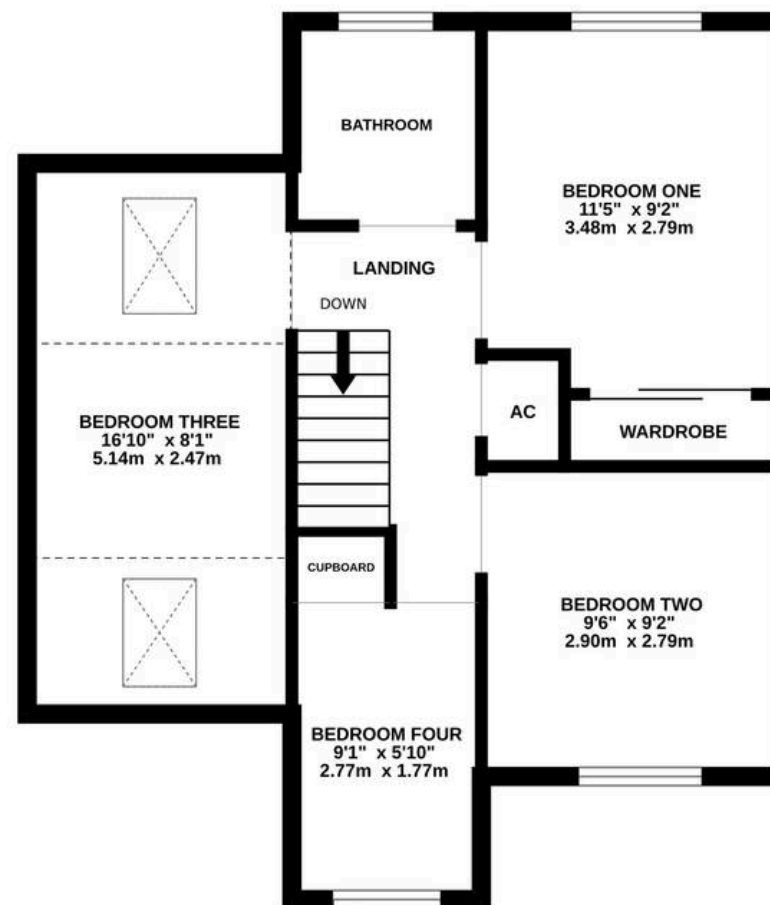 BATHROOM
BEDROOM ONE
11'5" x 9'2"
3.48m x 2.79m
LANDING
DOWN
BEDROOM THREE
16'10" x 8'1"
5.14m x 2.47m
AC
WARDROBE
CUPBOARD
BEDROOM TWO
9'6" x 9'2"
2.90m x 2.79m
BEDROOM FOUR
9'1" x 5'10"
2.77m x 1.77m